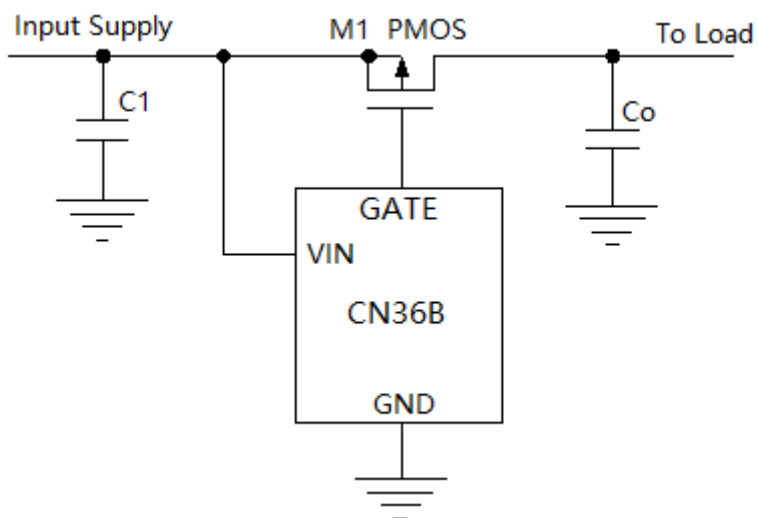 Input Supply
M1 PMOS
To Load
C1
Co
GATE
VIN
CN36B
GND